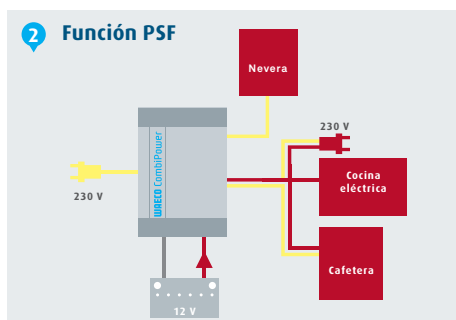 2 Función PSF
Nevera
230 V
230 V
WAECO CombiPower
Cocina
eléctrica
Cafetera
12 V